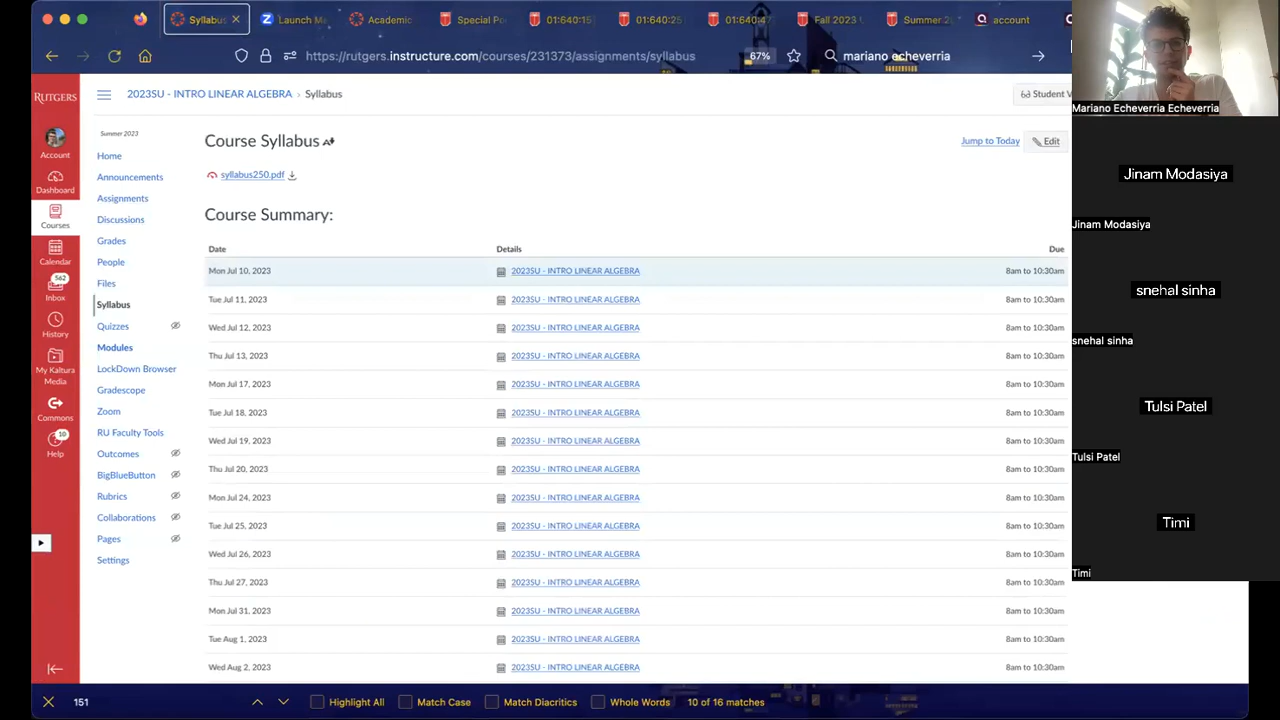 Syllabus
Launch Me
Academic
Special Po
01:640:15
01:640:25
01:640:47
Fall 2023
Summer 20
account
https://rutgers.instructure.com/courses/231373/assignments/syllabus
67%
mariano echeverria
RUTGERS
Account
Dashboard
Courses
Calendar
562
Inbox
History
My Kaltura
Media
Commons
10
Help
2023SU - INTRO LINEAR ALGEBRA › Syllabus
Student V
Summer 2023
Home
Announcements
Assignments
Discussions
Grades
People
Files
Syllabus
Quizzes
Modules
LockDown Browser
Gradescope
Zoom
RU Faculty Tools
Outcomes
BigBlueButton
Rubrics
Collaborations
Pages
Settings
Course Syllabus
Jump to Today
Edit
syllabus250.pdf
Course Summary:
Date Details Due
Mon Jul 10, 2023 2023SU - INTRO LINEAR ALGEBRA 8am to 10:30am
Tue Jul 11, 2023 2023SU - INTRO LINEAR ALGEBRA 8am to 10:30am
Wed Jul 12, 2023 2023SU - INTRO LINEAR ALGEBRA 8am to 10:30am
Thu Jul 13, 2023 2023SU - INTRO LINEAR ALGEBRA 8am to 10:30am
Mon Jul 17, 2023 2023SU - INTRO LINEAR ALGEBRA 8am to 10:30am
Tue Jul 18, 2023 2023SU - INTRO LINEAR ALGEBRA 8am to 10:30am
Wed Jul 19, 2023 2023SU - INTRO LINEAR ALGEBRA 8am to 10:30am
Thu Jul 20, 2023 2023SU - INTRO LINEAR ALGEBRA 8am to 10:30am
Mon Jul 24, 2023 2023SU - INTRO LINEAR ALGEBRA 8am to 10:30am
Tue Jul 25, 2023 2023SU - INTRO LINEAR ALGEBRA 8am to 10:30am
Wed Jul 26, 2023 2023SU - INTRO LINEAR ALGEBRA 8am to 10:30am
Thu Jul 27, 2023 2023SU - INTRO LINEAR ALGEBRA 8am to 10:30am
Mon Jul 31, 2023 2023SU - INTRO LINEAR ALGEBRA 8am to 10:30am
Tue Aug 1, 2023 2023SU - INTRO LINEAR ALGEBRA 8am to 10:30am
Wed Aug 2, 2023 2023SU - INTRO LINEAR ALGEBRA 8am to 10:30am
Mariano Echeverria Echeverria
Jinam Modasiya
Jinam Modasiya
snehal sinha
snehal sinha
Tulsi Patel
Tulsi Patel
Timi
Timi
151
Highlight All
Match Case
Match Diacritics
Whole Words
10 of 16 matches